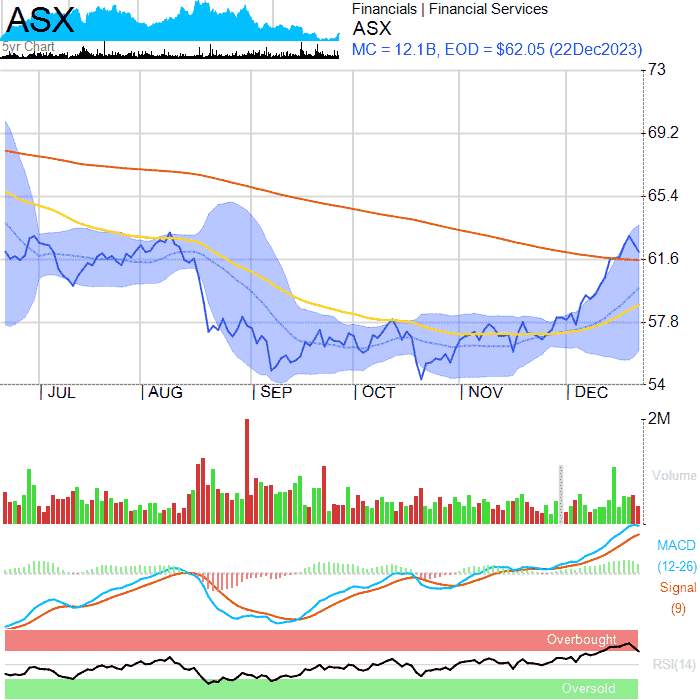 ASX
5yr Chart
Financials | Financial Services
ASX
MC = 12.1B, EOD = $62.05 (22Dec2023)
73
69.2
65.4
61.6
57.8
54
JUL AUG SEP OCT NOV DEC
2M
Volume
MACD
(12-26)
Signal
(9)
Overbought
RSI(14)
Oversold